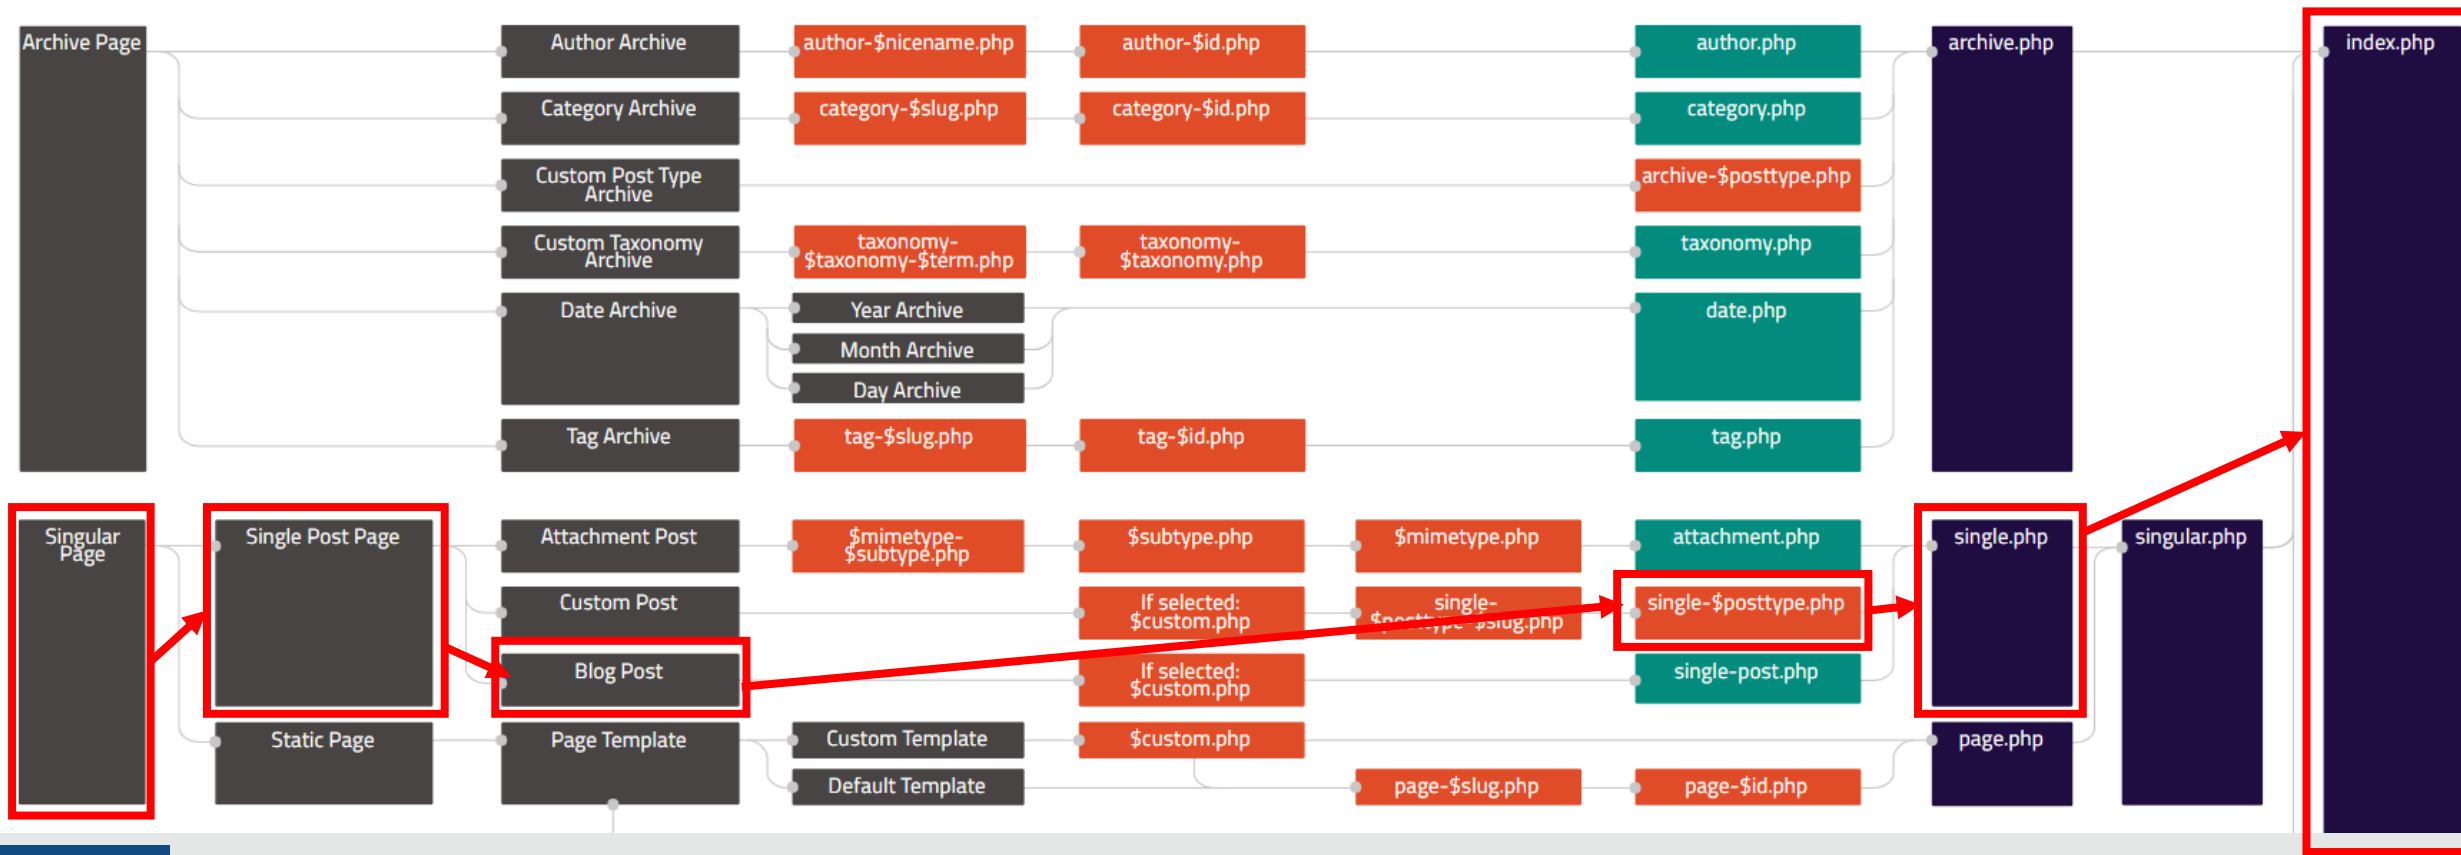 Archive Page
Author Archive
author-$nicename.php
author-$id.php
author.php
archive.php
index.php
Category Archive
category-$slug.php
category-$id.php
category.php
Custom Post Type
Archive
archive-$posttype.php
Custom Taxonomy
Archive
taxonomy-
$taxonomy-$term.php
taxonomy-
$taxonomy.php
taxonomy.php
Date Archive
Year Archive
Month Archive
Day Archive
date.php
Tag Archive
tag-$slug.php
tag-$id.php
tag.php
Singular
Page
Single Post Page
Attachment Post
$mimetype-
$subtype.php
$subtype.php
$mimetype.php
attachment.php
single.php
singular.php
Custom Post
If selected:
$custom.php
single-
$posttype-$slug.php
single-$posttype.php
Blog Post
If selected:
$custom.php
single-post.php
Static Page
Page Template
Custom Template
$custom.php
page.php
Default Template
page-$slug.php
page-$id.php